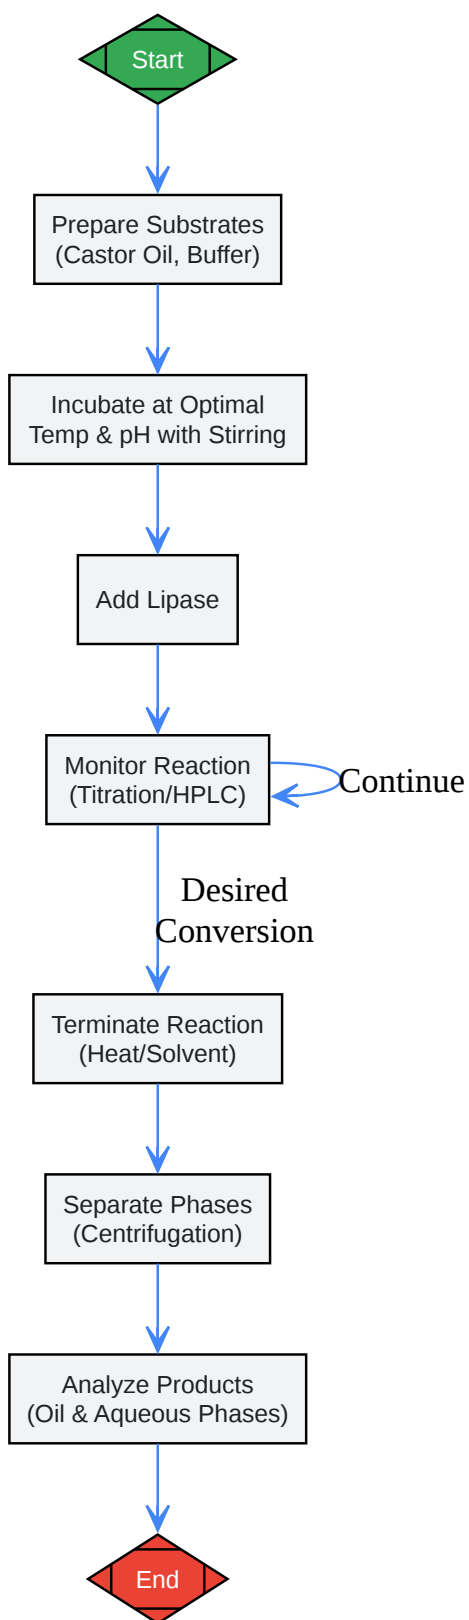 Start
Prepare Substrates
(Castor Oil, Buffer)
Incubate at Optimal
Temp & pH with Stirring
Add Lipase
Monitor Reaction
(Titration/HPLC)
Continue
Desired
Conversion
Terminate Reaction
(Heat/Solvent)
Separate Phases
(Centrifugation)
Analyze Products
(Oil & Aqueous Phases)
End